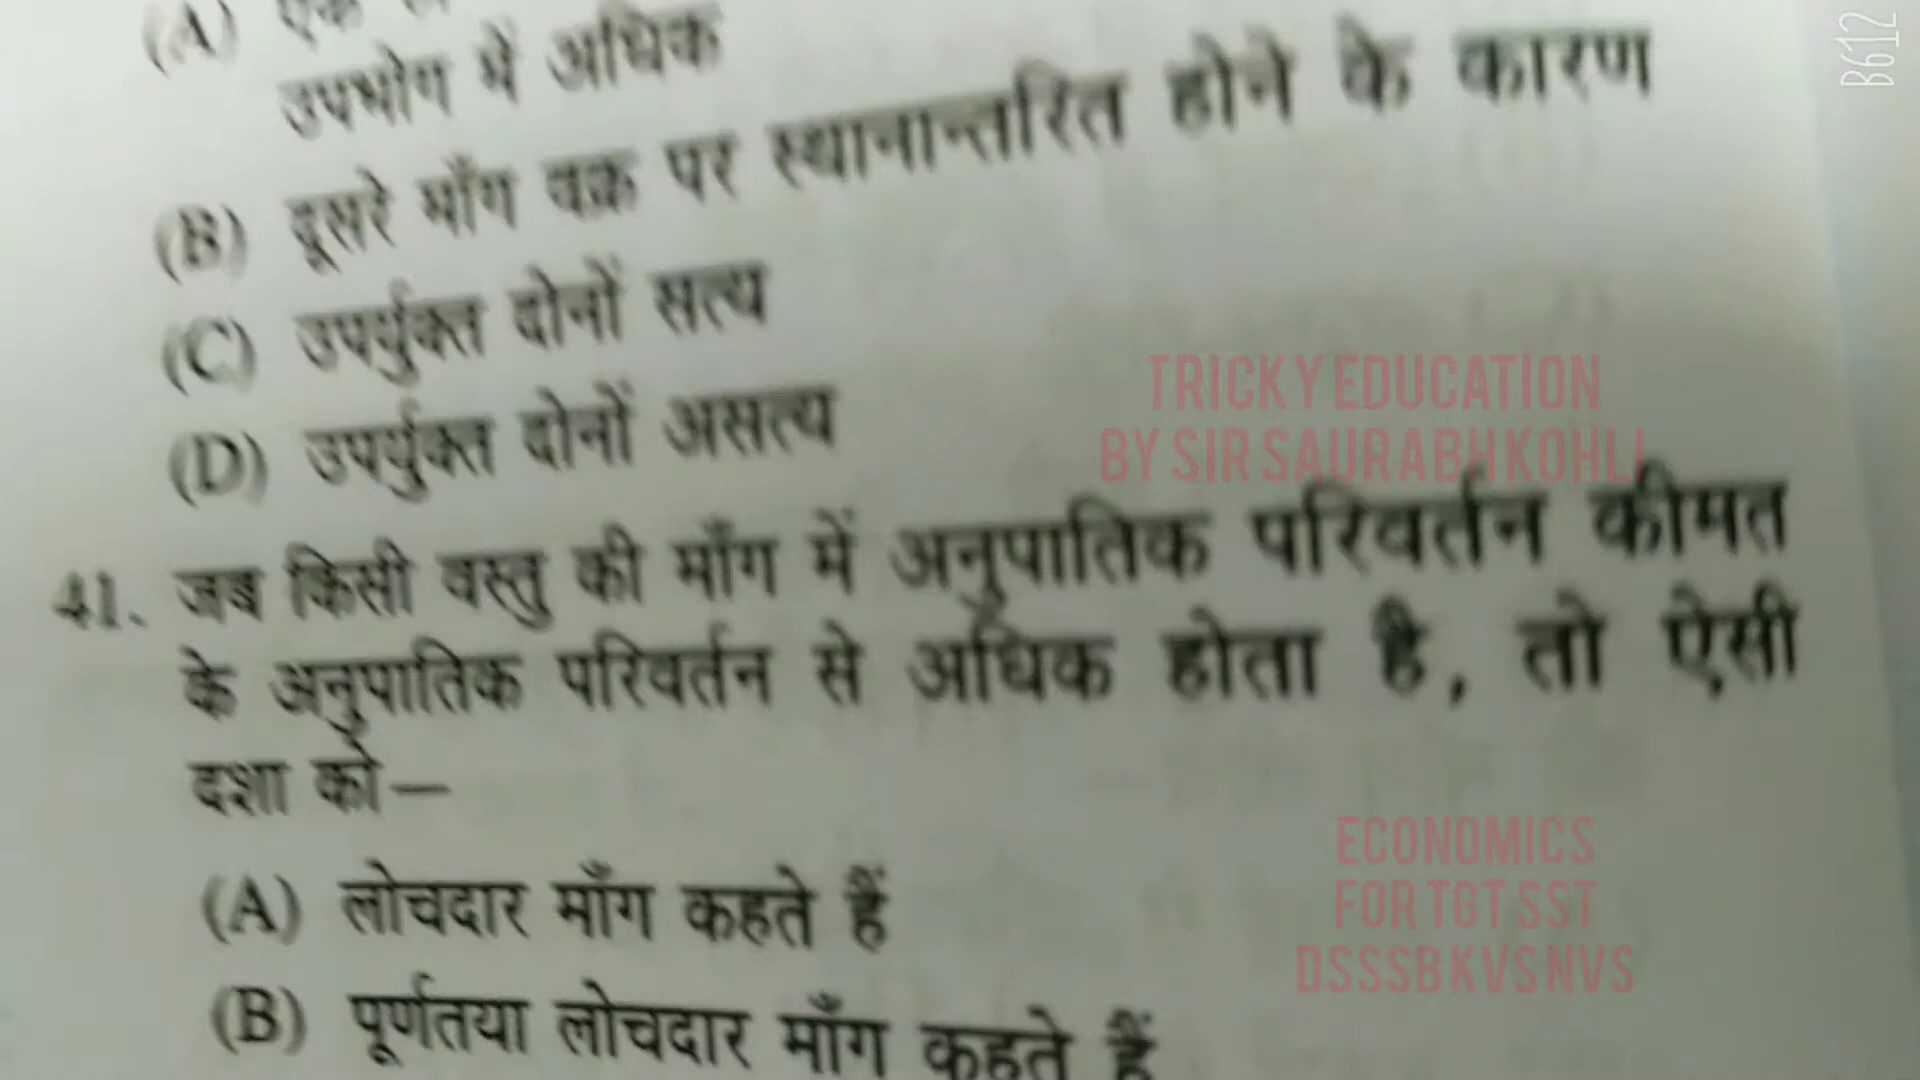 (A) एक
उपभोग में अधिक
(B) दूसरे माँग वक्र पर स्थानान्तरित होने के कारण
(C) उपर्युक्त दोनों सत्य
(D) उपर्युक्त दोनों असत्य
41. जब किसी वस्तु की माँग में अनुपातिक परिवर्तन कीमत
के अनुपातिक परिवर्तन से अधिक होता है, तो ऐसी
दशा को—
(A) लोचदार माँग कहते हैं
(B) पूर्णतया लोचदार माँग कहते हैं
TRICKY EDUCATION
BY SIR SAURABH KOHLI
ECONOMICS
FOR TGT SST
DSSSB KVS NVS
B612